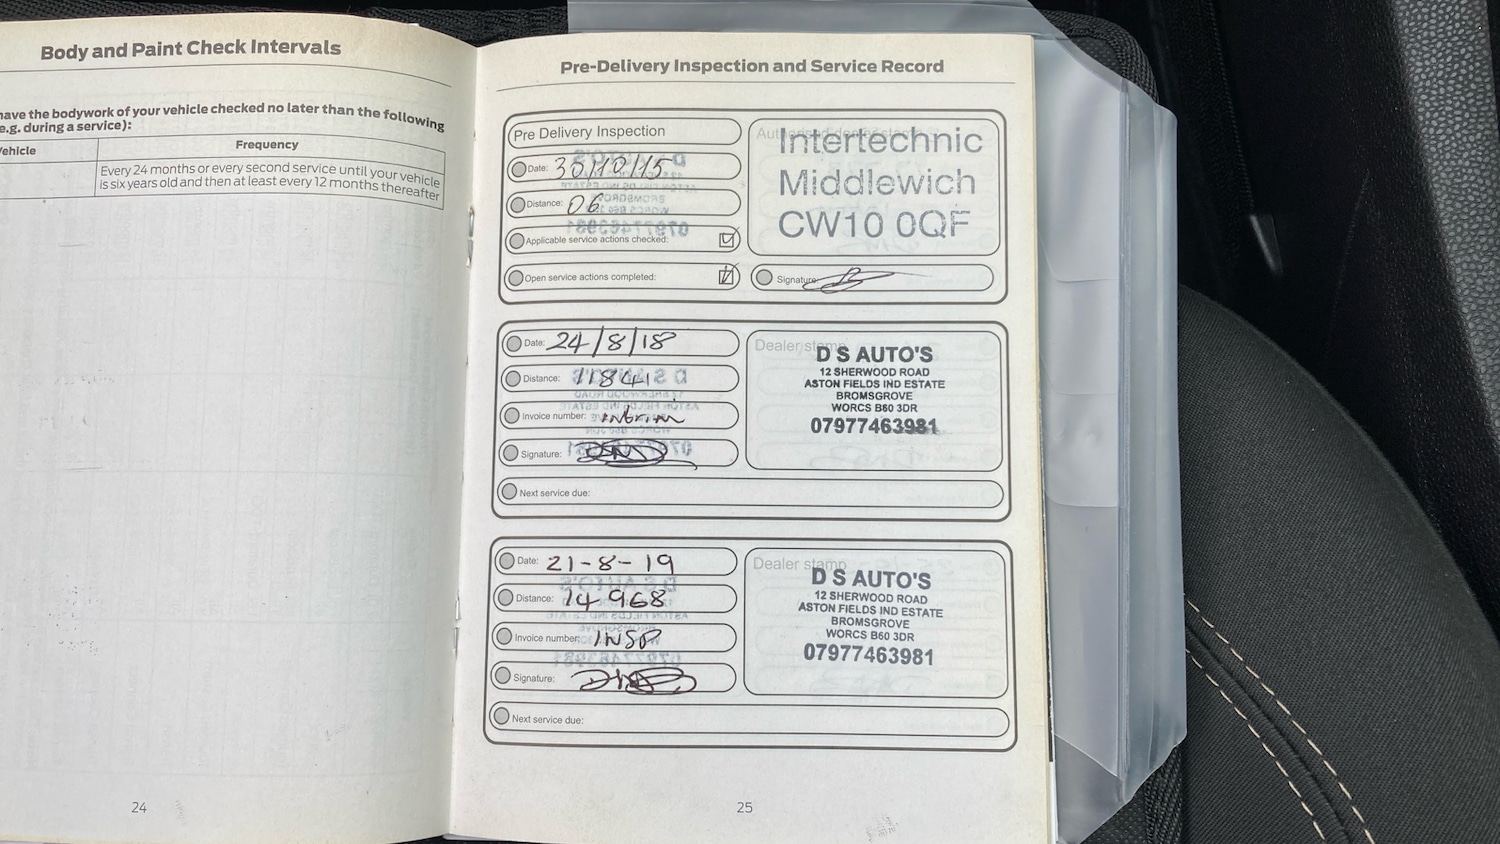 Body and Paint Check Intervals
have the bodywork of your vehicle checked no later than the following
e.g. during a service):
Vehicle
Frequency
Every 24 months or every second service until your vehicle
is six years old and then at least every 12 months thereafter
24
Pre-Delivery Inspection and Service Record
Pre Delivery Inspection
Date: 30/10/15
Distance: 06
Applicable service actions checked:
Open service actions completed:
Authorised dealer stamp
Intertechnic
Middlewich
CW10 0QF
Signature:
Date: 24/8/18
Distance: 11841
Invoice number:
Signature:
Next service due:
Dealer stamp
D S AUTO'S
12 SHERWOOD ROAD
ASTON FIELDS IND ESTATE
BROMSGROVE
WORCS B60 3DR
07977463981
Date: 21-8-19
Distance: 14968
Invoice number: INSP
Signature:
Next service due:
Dealer stamp
D S AUTO'S
12 SHERWOOD ROAD
ASTON FIELDS IND ESTATE
BROMSGROVE
WORCS B60 3DR
07977463981
25